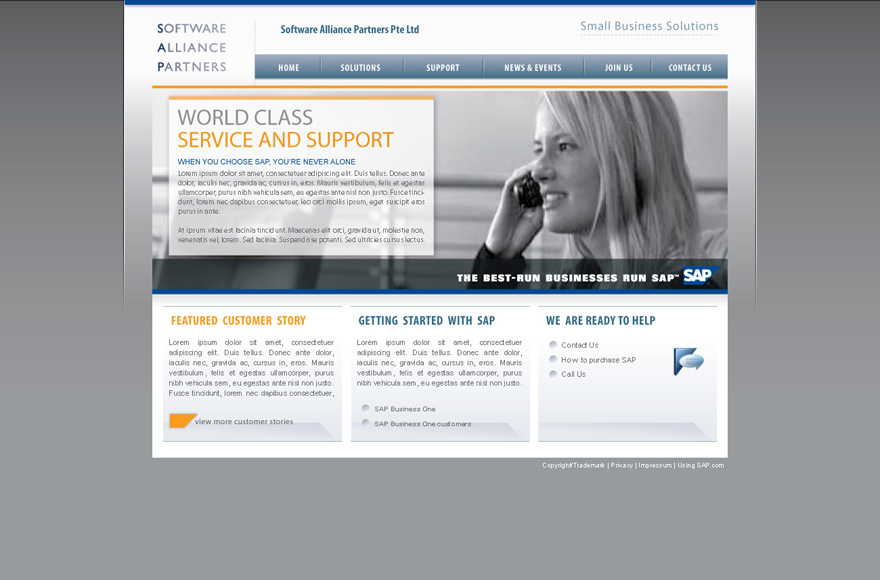 SOFTWARE
ALLIANCE
PARTNERS
Software Alliance Partners Pte Ltd
Small Business Solutions
HOME
SOLUTIONS
SUPPORT
NEWS & EVENTS
JOIN US
CONTACT US
WORLD CLASS
SERVICE AND SUPPORT
WHEN YOU CHOOSE SAP, YOU'RE NEVER ALONE
Lorem ipsum dolor sit amet, consectetuer adipiscing elit. Duis tellus. Donec ante
dolor, iaculis nec, gravida ac, cursus in, eros. Mauris vestibulum, felis et egestas
ullamcorper, purus nibh vehicula sem, eu egestas ante nisl non justo. Fusce tinci-
dunt, lorem nec dapibus consectetuer, leo orci mollis ipsum, eget suscipit eros
purus in ante.
At ipsum vitae est lacinia tincidunt. Maecenas elit orci, gravida ut, molestie non,
venenatis vel, lorem. Sed lacinia. Suspendisse potenti. Sed ultricies cursus lectus.
THE BEST-RUN BUSINESSES RUN SAP™ SAP
FEATURED CUSTOMER STORY
Lorem ipsum dolor sit amet, consectetuer
adipiscing elit. Duis tellus. Donec ante dolor,
iaculis nec, gravida ac, cursus in, eros. Mauris
vestibulum, felis et egestas ullamcorper, purus
nibh vehicula sem, eu egestas ante nisl non justo.
Fusce tincidunt, lorem nec dapibus consectetuer,
view more customer stories
GETTING STARTED WITH SAP
Lorem ipsum dolor sit amet, consectetuer
adipiscing elit. Duis tellus. Donec ante dolor,
iaculis nec, gravida ac, cursus in, eros. Mauris
vestibulum, felis et egestas ullamcorper, purus
nibh vehicula sem, eu egestas ante nisl non justo.
SAP Business One
SAP Business One customers
WE ARE READY TO HELP
Contact Us
How to purchase SAP
Call Us
Copyright/Trademark | Privacy | Impressum | Using SAP.com